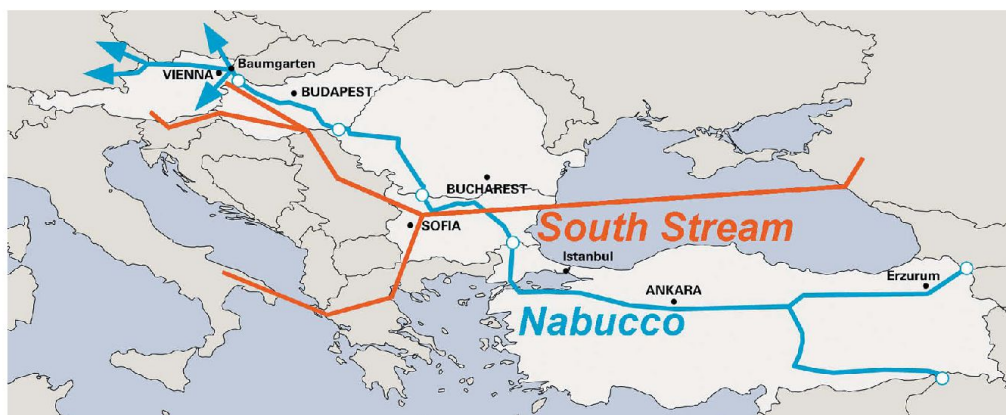 Baumgarten
VIENNA
BUDAPEST
BUCHAREST
SOFIA
South Stream
Istanbul
Erzurum
ANKARA
Nabucco